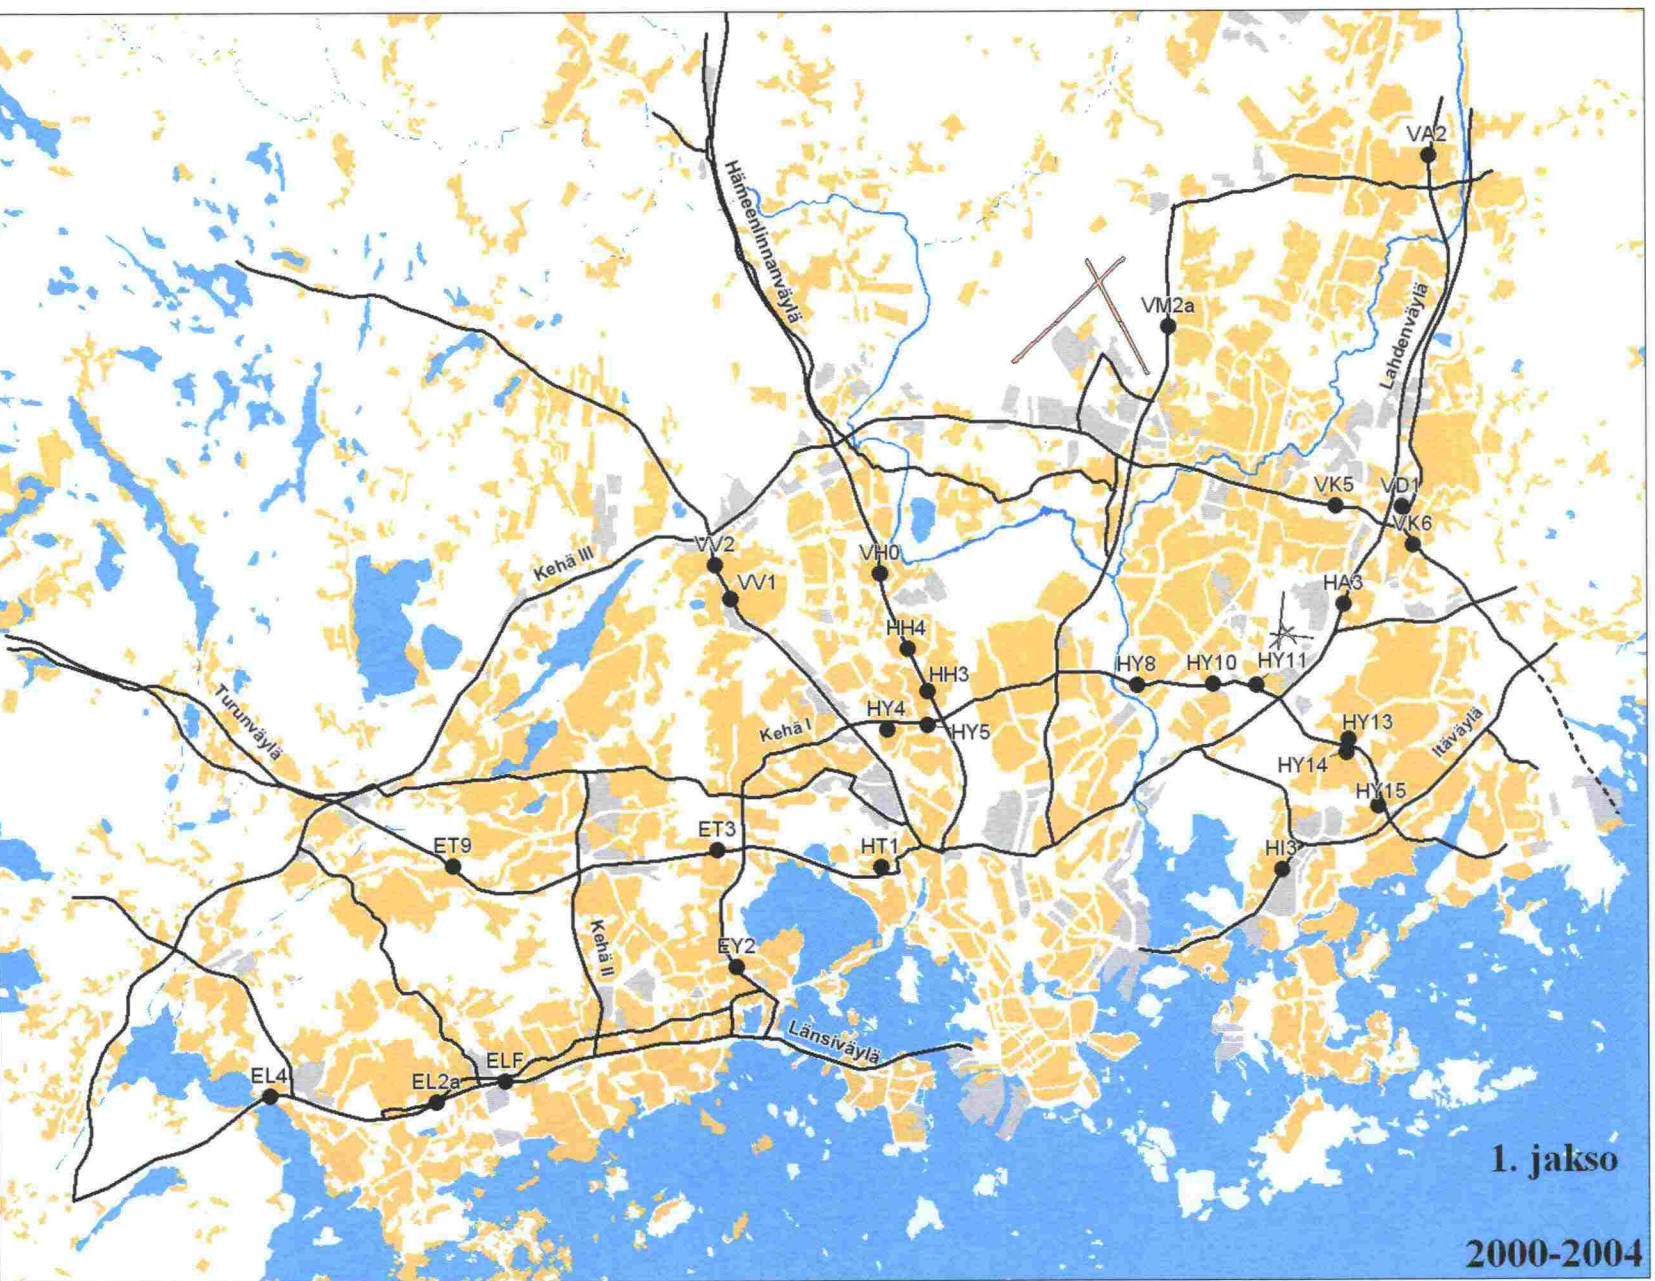 VA2
Hämeenlinnanväylä
VM2a
Lahdenväylä
VK5
VD1
VK6
VV2
VH0
Kehä III
VV1
HA3
HH4
HY8
HY10
HY11
HH3
Turunväylä
Kehä I
HY4
HY5
HY13
Itäväylä
HY14
HY15
ET3
ET9
HT1
HI3
Kehä II
EY2
Länsiväylä
ELF
EL4
EL2a
1. jakso
2000-2004